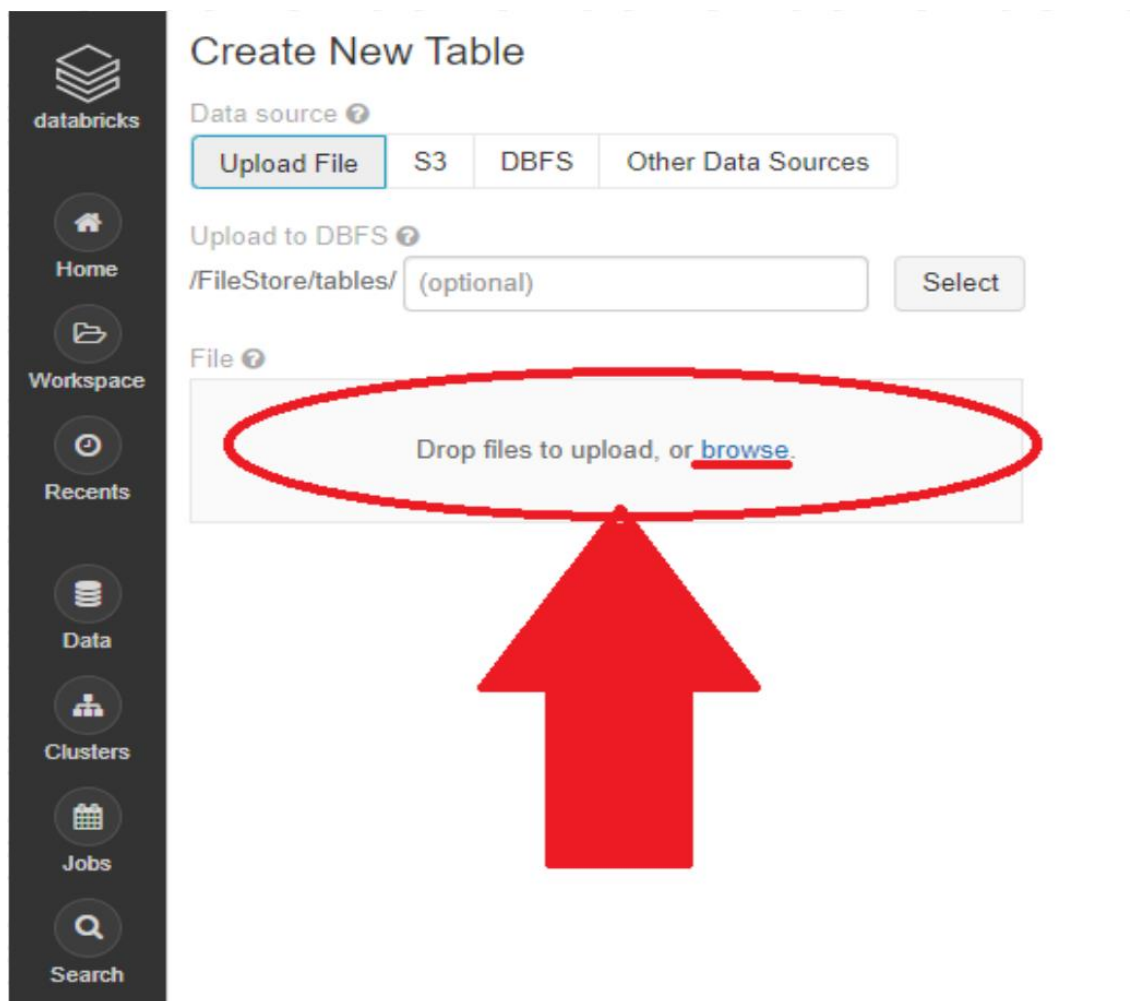 databricks
Home
Workspace
Recents
Data
Clusters
Jobs
Search
Create New Table
Data source ?
Upload File S3 DBFS Other Data Sources
Upload to DBFS ?
/FileStore/tables/ (optional) Select
File ?
Drop files to upload, or browse.